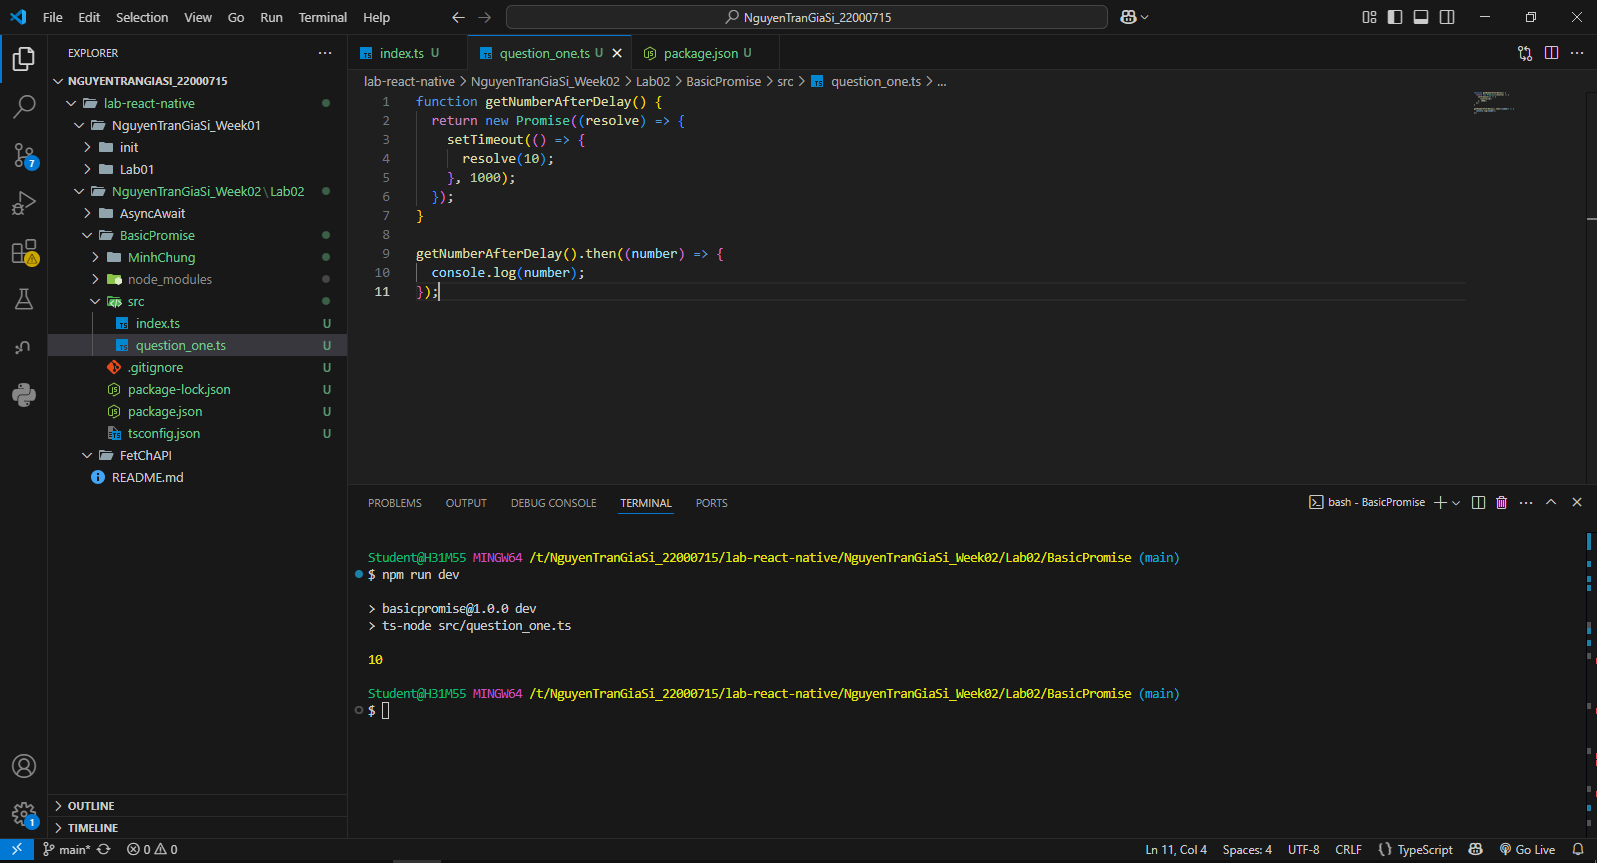 File Edit Selection View Go Run Terminal Help
NguyenTranGiaSi_22000715
EXPLORER
NGUYENTRANGIASI_22000715
lab-react-native
NguyenTranGiaSi_Week01
init
Lab01
NguyenTranGiaSi_Week02\Lab02
AsyncAwait
BasicPromise
MinhChung
node_modules
src
index.ts U
question_one.ts U
.gitignore U
package-lock.json U
package.json U
tsconfig.json U
FetChAPI
README.md
OUTLINE
TIMELINE
7
1
index.ts U
question_one.ts U
package.json U
lab-react-native > NguyenTranGiaSi_Week02 > Lab02 > BasicPromise > src > question_one.ts > ...
1 function getNumberAfterDelay() {
2 return new Promise((resolve) => {
3 setTimeout(() => {
4 resolve(10);
5 }, 1000);
6 });
7 }
8
9 getNumberAfterDelay().then((number) => {
10 console.log(number);
11 });
PROBLEMS OUTPUT DEBUG CONSOLE TERMINAL PORTS
bash - BasicPromise
Student@H31M55 MINGW64 /t/NguyenTranGiaSi_22000715/lab-react-native/NguyenTranGiaSi_Week02/Lab02/BasicPromise (main)
$ npm run dev
> basicpromise@1.0.0 dev
> ts-node src/question_one.ts
10
Student@H31M55 MINGW64 /t/NguyenTranGiaSi_22000715/lab-react-native/NguyenTranGiaSi_Week02/Lab02/BasicPromise (main)
$
main* 0 0
Ln 11, Col 4 Spaces: 4 UTF-8 CRLF {} TypeScript Go Live